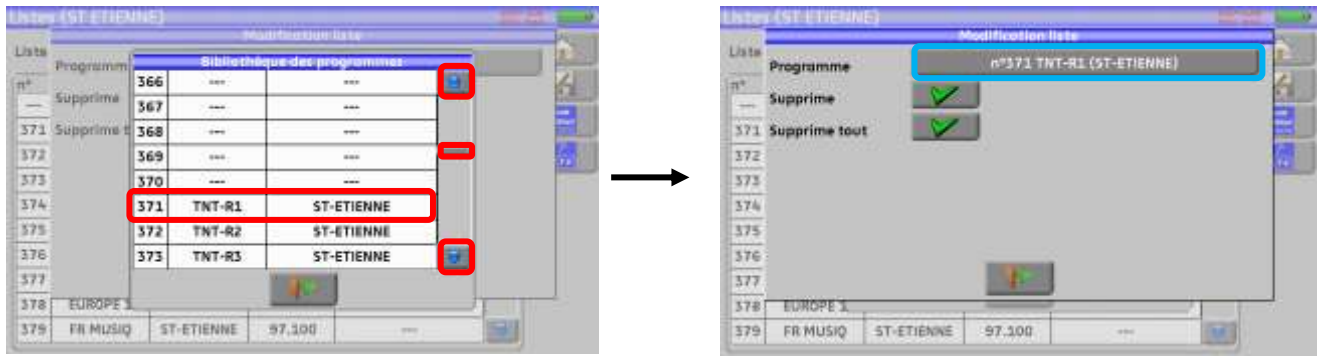 Listes (ST ETIENNE)
Modification liste
Liste
Bibliothèque des programmes
Programm
n°
366 --- ---
Supprime
---
367 --- ---
371 Supprime t 368 --- ---
372 369 --- ---
373 370 --- ---
374 371 TNT-R1 ST-ETIENNE
375 372 TNT-R2 ST-ETIENNE
376 373 TNT-R3 ST-ETIENNE
377
378 EUROPE 1
379 FR MUSIQ ST-ETIENNE 97.100 ---
Listes (ST ETIENNE)
Modification liste
Liste
Programme n°371 TNT-R1 (ST-ETIENNE)
n°
--- Supprime
371 Supprime tout
372
373
374
375
376
377
378 EUROPE 1
379 FR MUSIQ ST-ETIENNE 97.100 ---